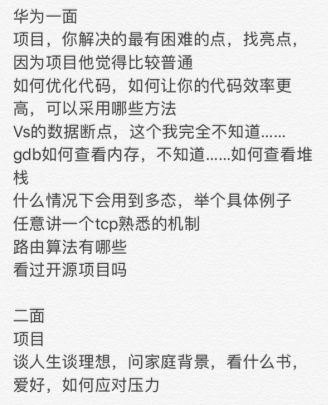 华为一面
项目，你解决的最有困难的点，找亮点，
因为项目他觉得比较普通
如何优化代码，如何让你的代码效率更
高，可以采用哪些方法
Vs的数据断点，这个我完全不知道……
gdb如何查看内存，不知道……如何查看堆
栈
什么情况下会用到多态，举个具体例子
任意讲一个tcp熟悉的机制
路由算法有哪些
看过开源项目吗

二面
项目
谈人生谈理想，问家庭背景，看什么书，
爱好，如何应对压力